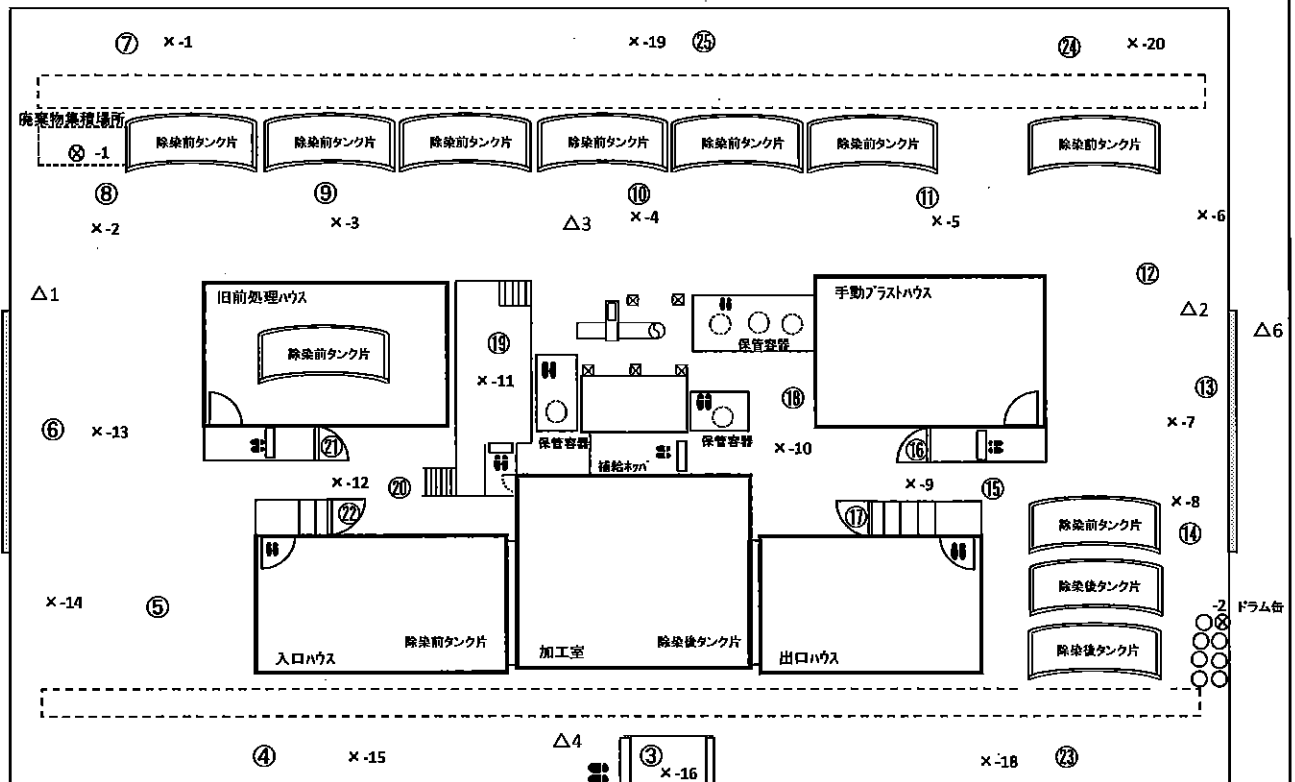 ⑦ ×-1 ×-19 ㉕ ㉔ ×-20
廃棄物集積場所
⊗ -1
除染前タンク片 除染前タンク片 除染前タンク片 除染前タンク片 除染前タンク片 除染前タンク片 除染前タンク片
⑧ ⑨ ⑩ ⑪
×-2 ×-3 △3 ×-4 ×-5 ×-6
⑫
△1 旧前処理ハウス 手動ブラストハウス △2
△6
除染前タンク片 ⑲ 保管容器
×-11 ⑬
⑱
⑥ ×-13 ×-7
㉑ 保管容器 保管容器 ×-10 ⑯
補給ホッパ
×-12 ⑳ ×-9 ⑮ ×-8
㉒ ⑰ 除染前タンク片 ⑭
除染後タンク片
×-14 ⑤ -2 ドラム缶
除染前タンク片 除染後タンク片 除染後タンク片
入口ハウス 加工室 出口ハウス
④ ×-15 △4 ③ ×-16 ×-18 ㉓